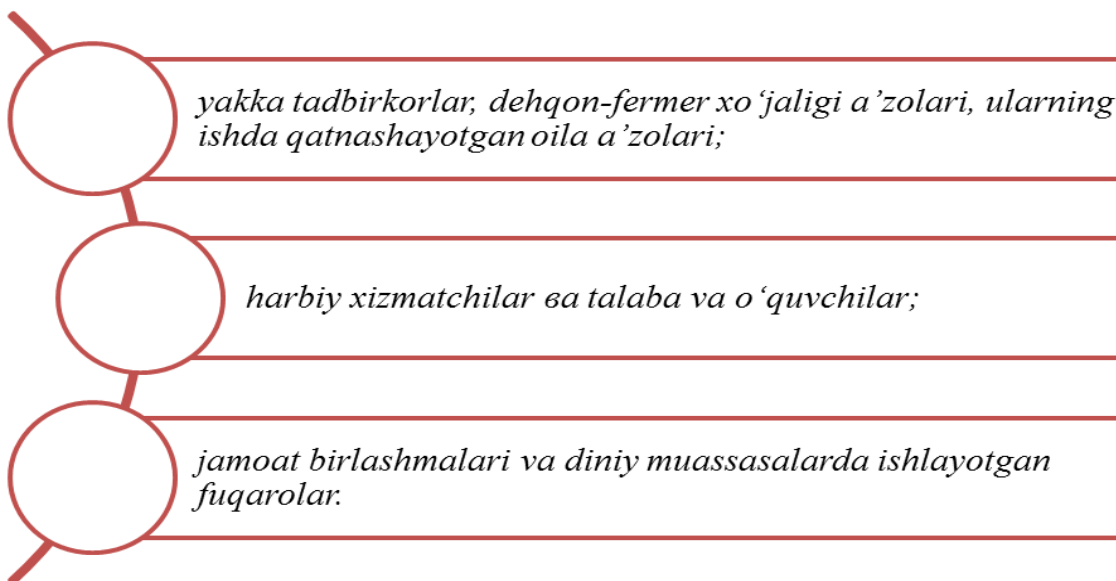 yakka tadbirkorlar, dehqon-fermer xo‘jaligi a’zolari, ularning
ishda qatnashayotgan oila a’zolari;
harbiy xizmatchilar ва talaba va o‘quvchilar;
jamoat birlashmalari va diniy muassasalarda ishlayotgan
fuqarolar.